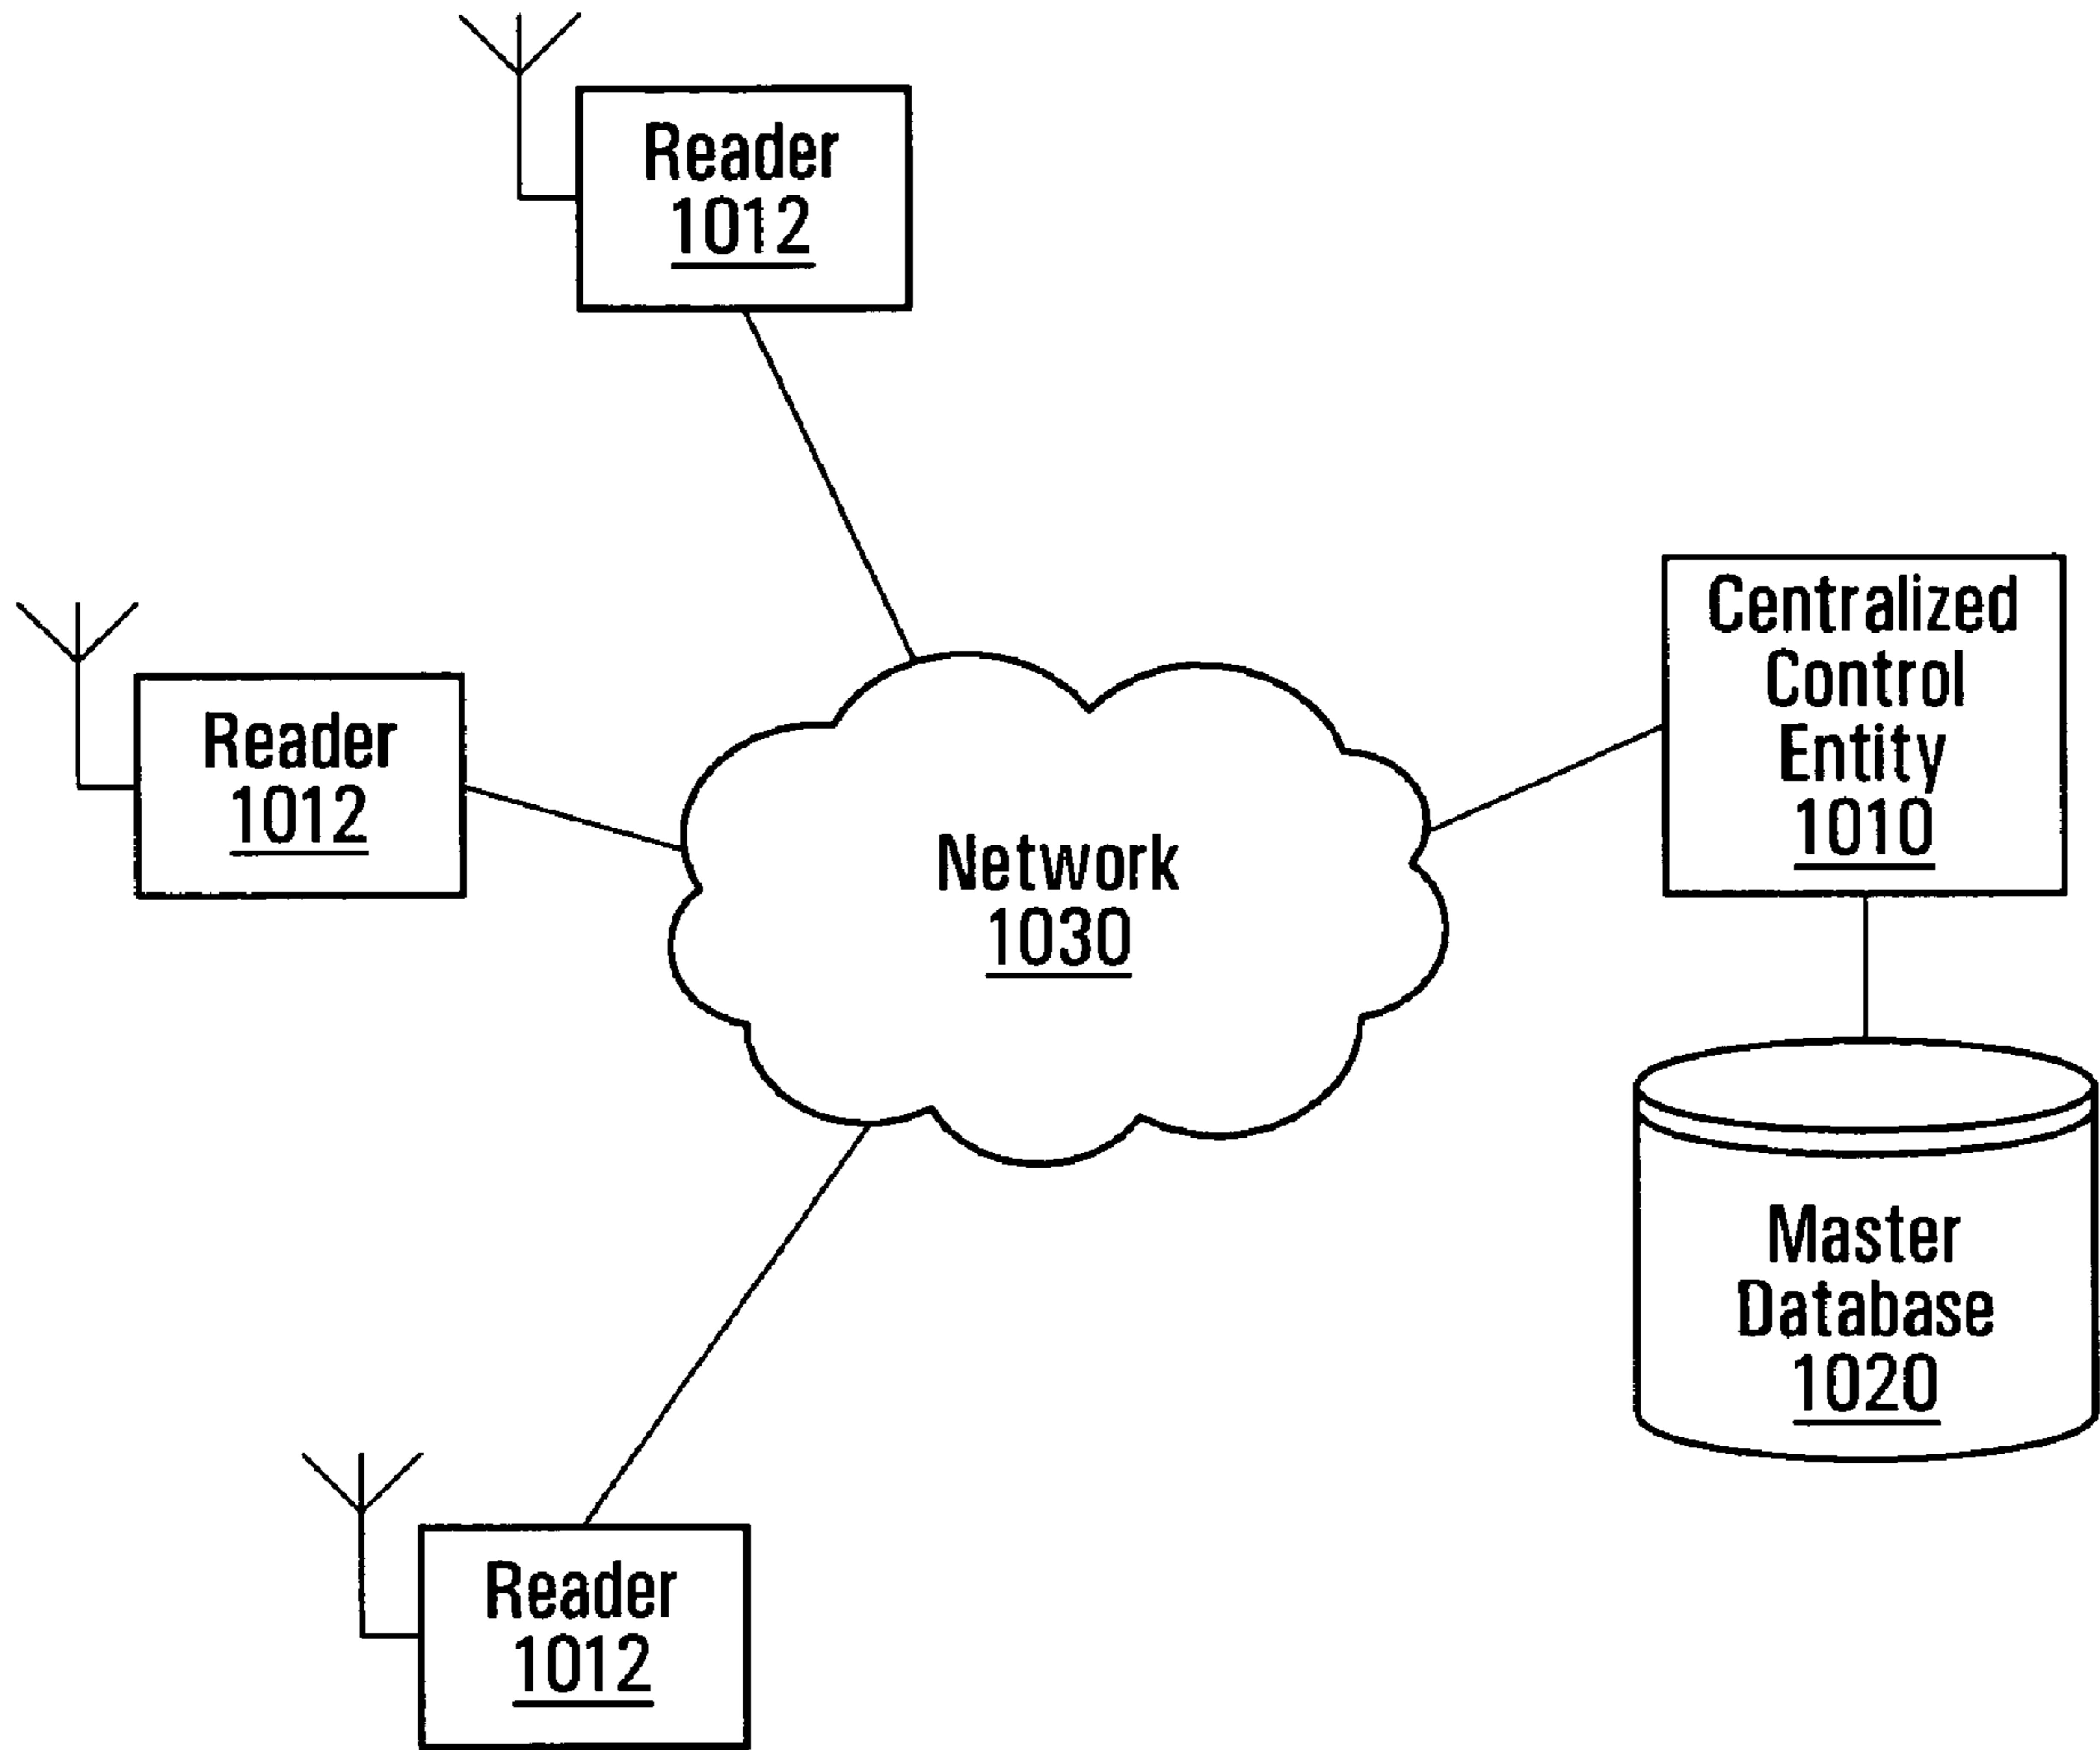 Reader
1012
Reader
1012
Network
1030
Centralized
Control
Entity
1010
Master
Database
1020
Reader
1012